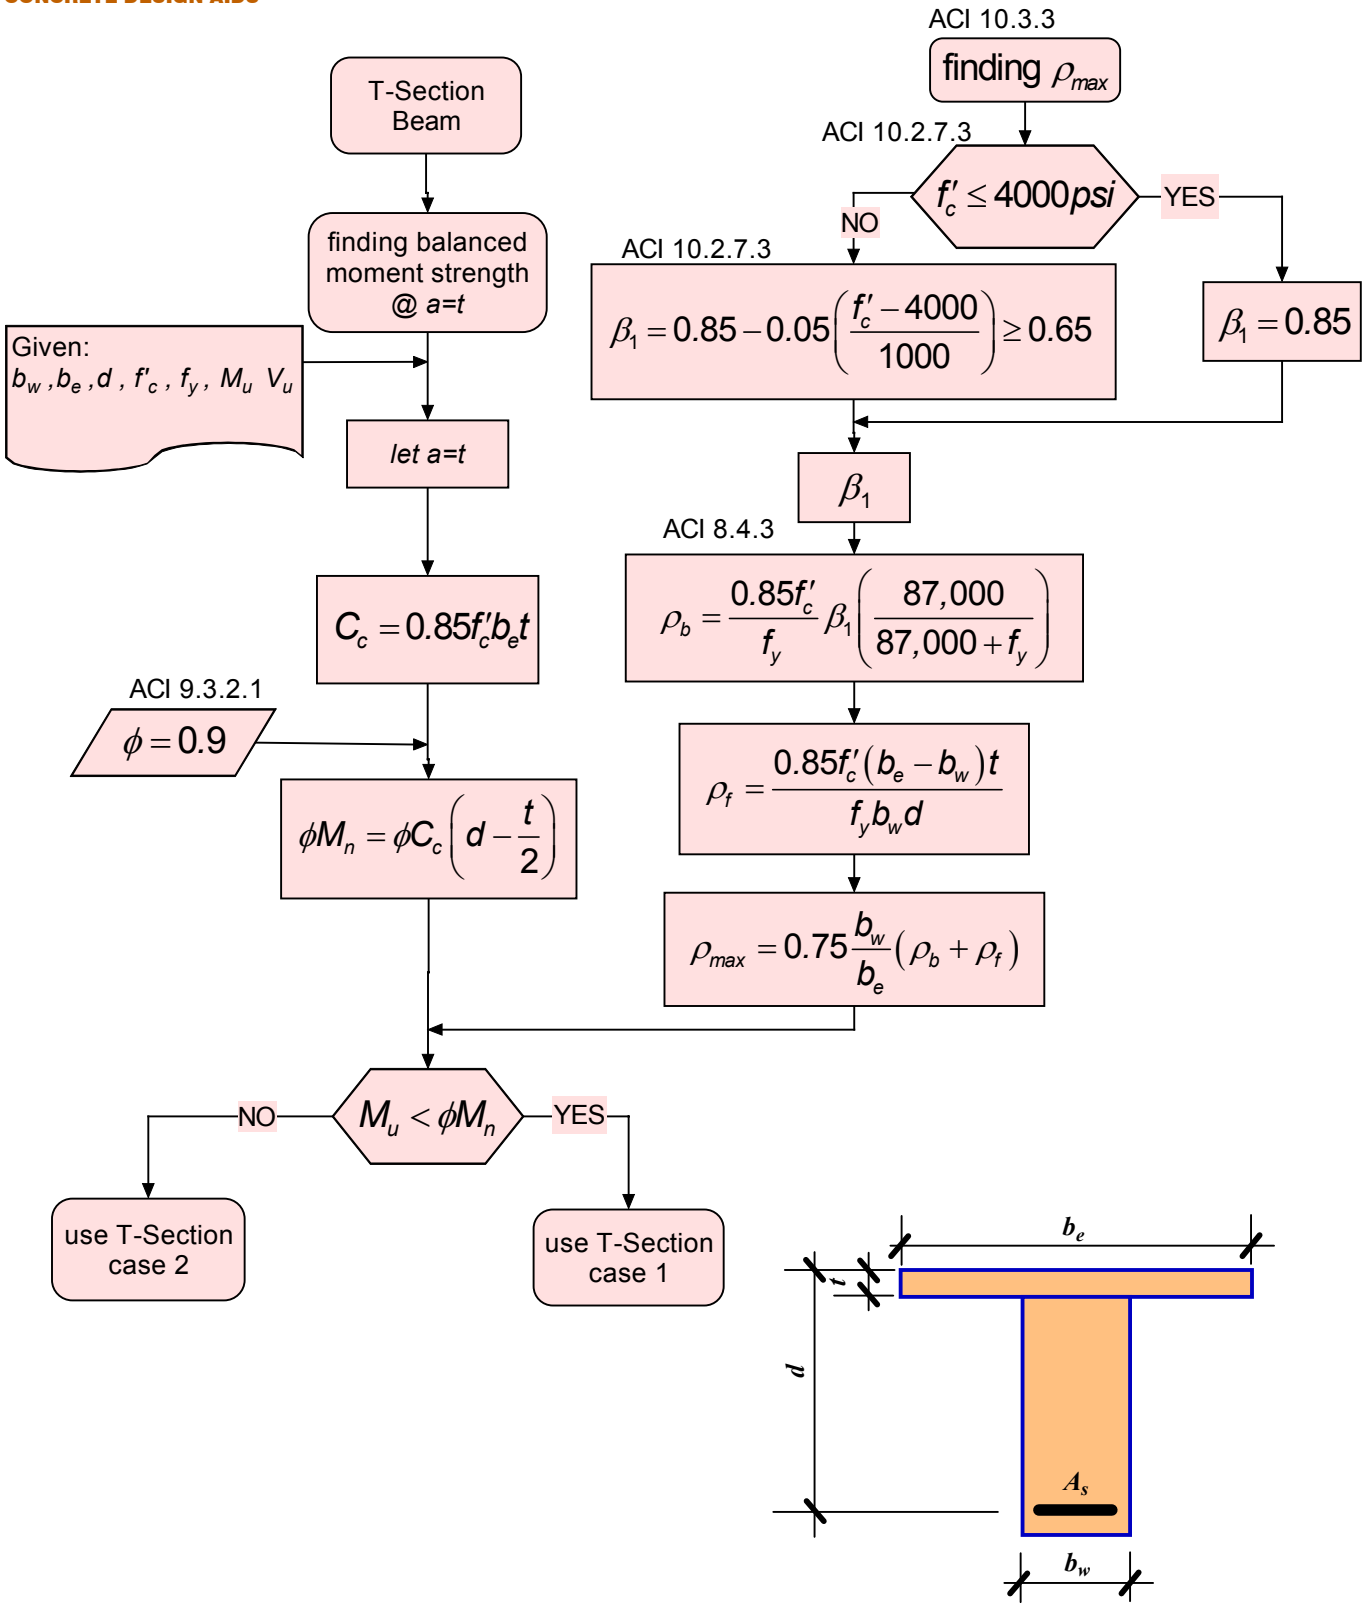 ACI 10.3.3
finding ρmax
T-Section
Beam
ACI 10.2.7.3
f′c ≤ 4000psi
YES
NO
finding balanced
moment strength
@ a=t
ACI 10.2.7.3
β1 = 0.85 − 0.05((f′c − 4000)/1000) ≥ 0.65
β1 = 0.85
Given:
bw ,be ,d , f'c , fy , Mu Vu
let a=t
β1
ACI 8.4.3
ρb = (0.85f′c/fy) β1 (87,000/(87,000 + fy))
Cc = 0.85f′c be t
ACI 9.3.2.1
ϕ = 0.9
ρf = 0.85f′c (be − bw) t / (fy bw d)
ϕMn = ϕCc (d − t/2)
ρmax = 0.75 (bw/be) (ρb + ρf)
Mu < ϕMn
NO
YES
use T-Section
case 2
use T-Section
case 1
be
t
d
As
bw